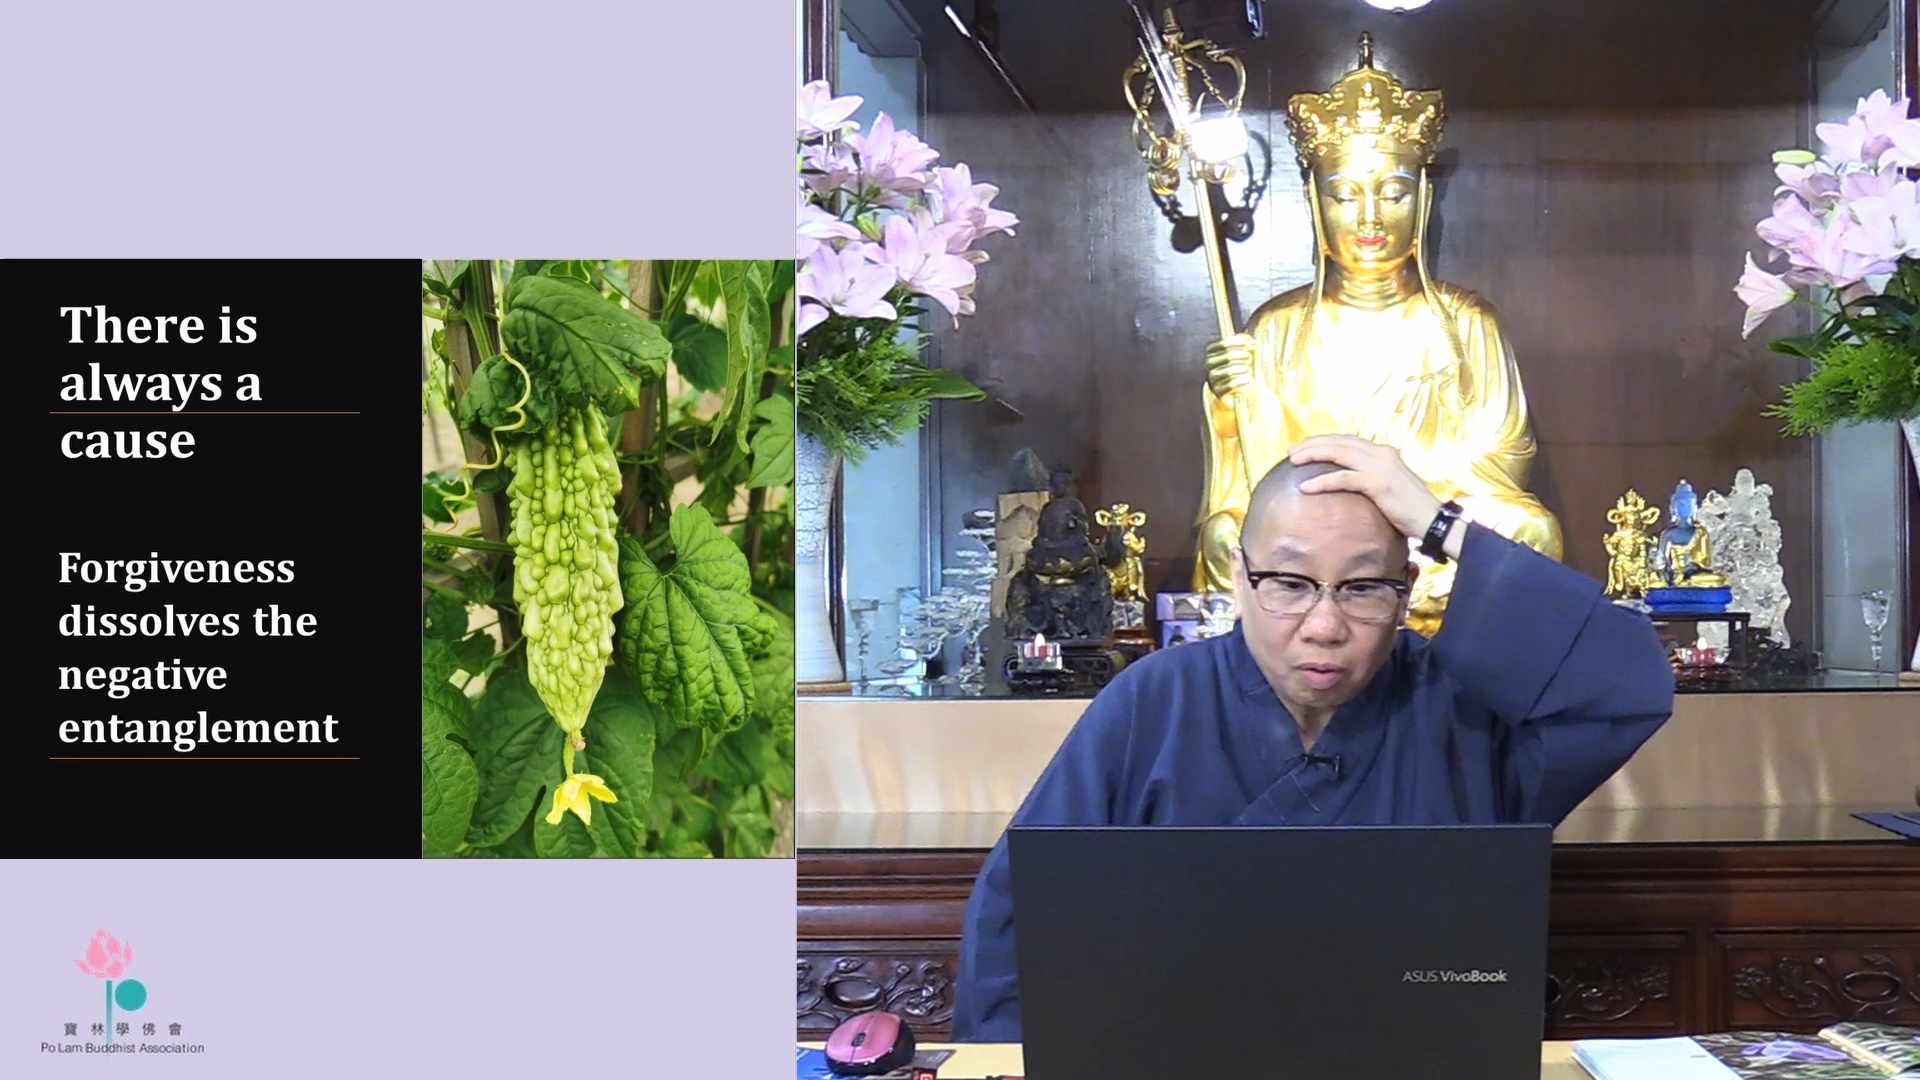 There is
always a
cause
Forgiveness
dissolves the
negative
entanglement
寶林學佛會
Po Lam Buddhist Association
ASUS VivoBook